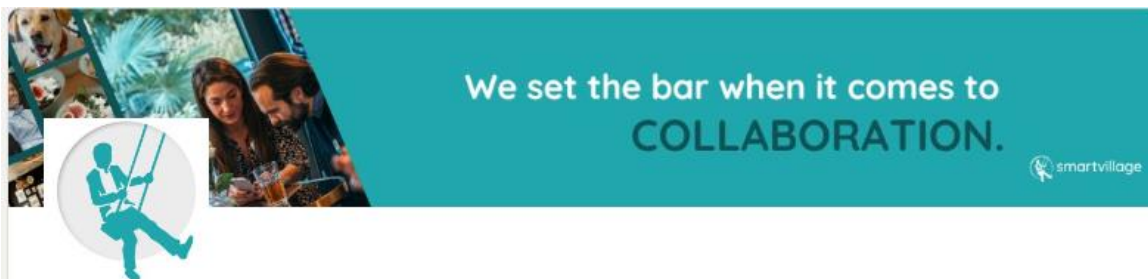 We set the bar when it comes to
COLLABORATION.
smartvillage